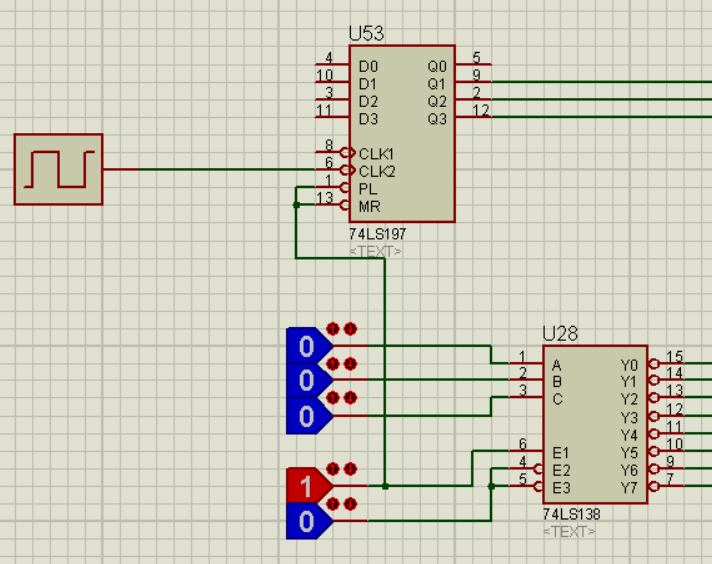 U53
4 D0 Q0 5
10 D1 Q1 9
3 D2 Q2 2
11 D3 Q3 12
8 CLK1
6 CLK2
1 PL
13 MR
74LS197
<TEXT>
0
0
0
1
0
U28
1 A Y0 15
2 B Y1 14
3 C Y2 13
Y3 12
Y4 11
6 E1 Y5 10
4 E2 Y6 9
5 E3 Y7 7
74LS138
<TEXT>